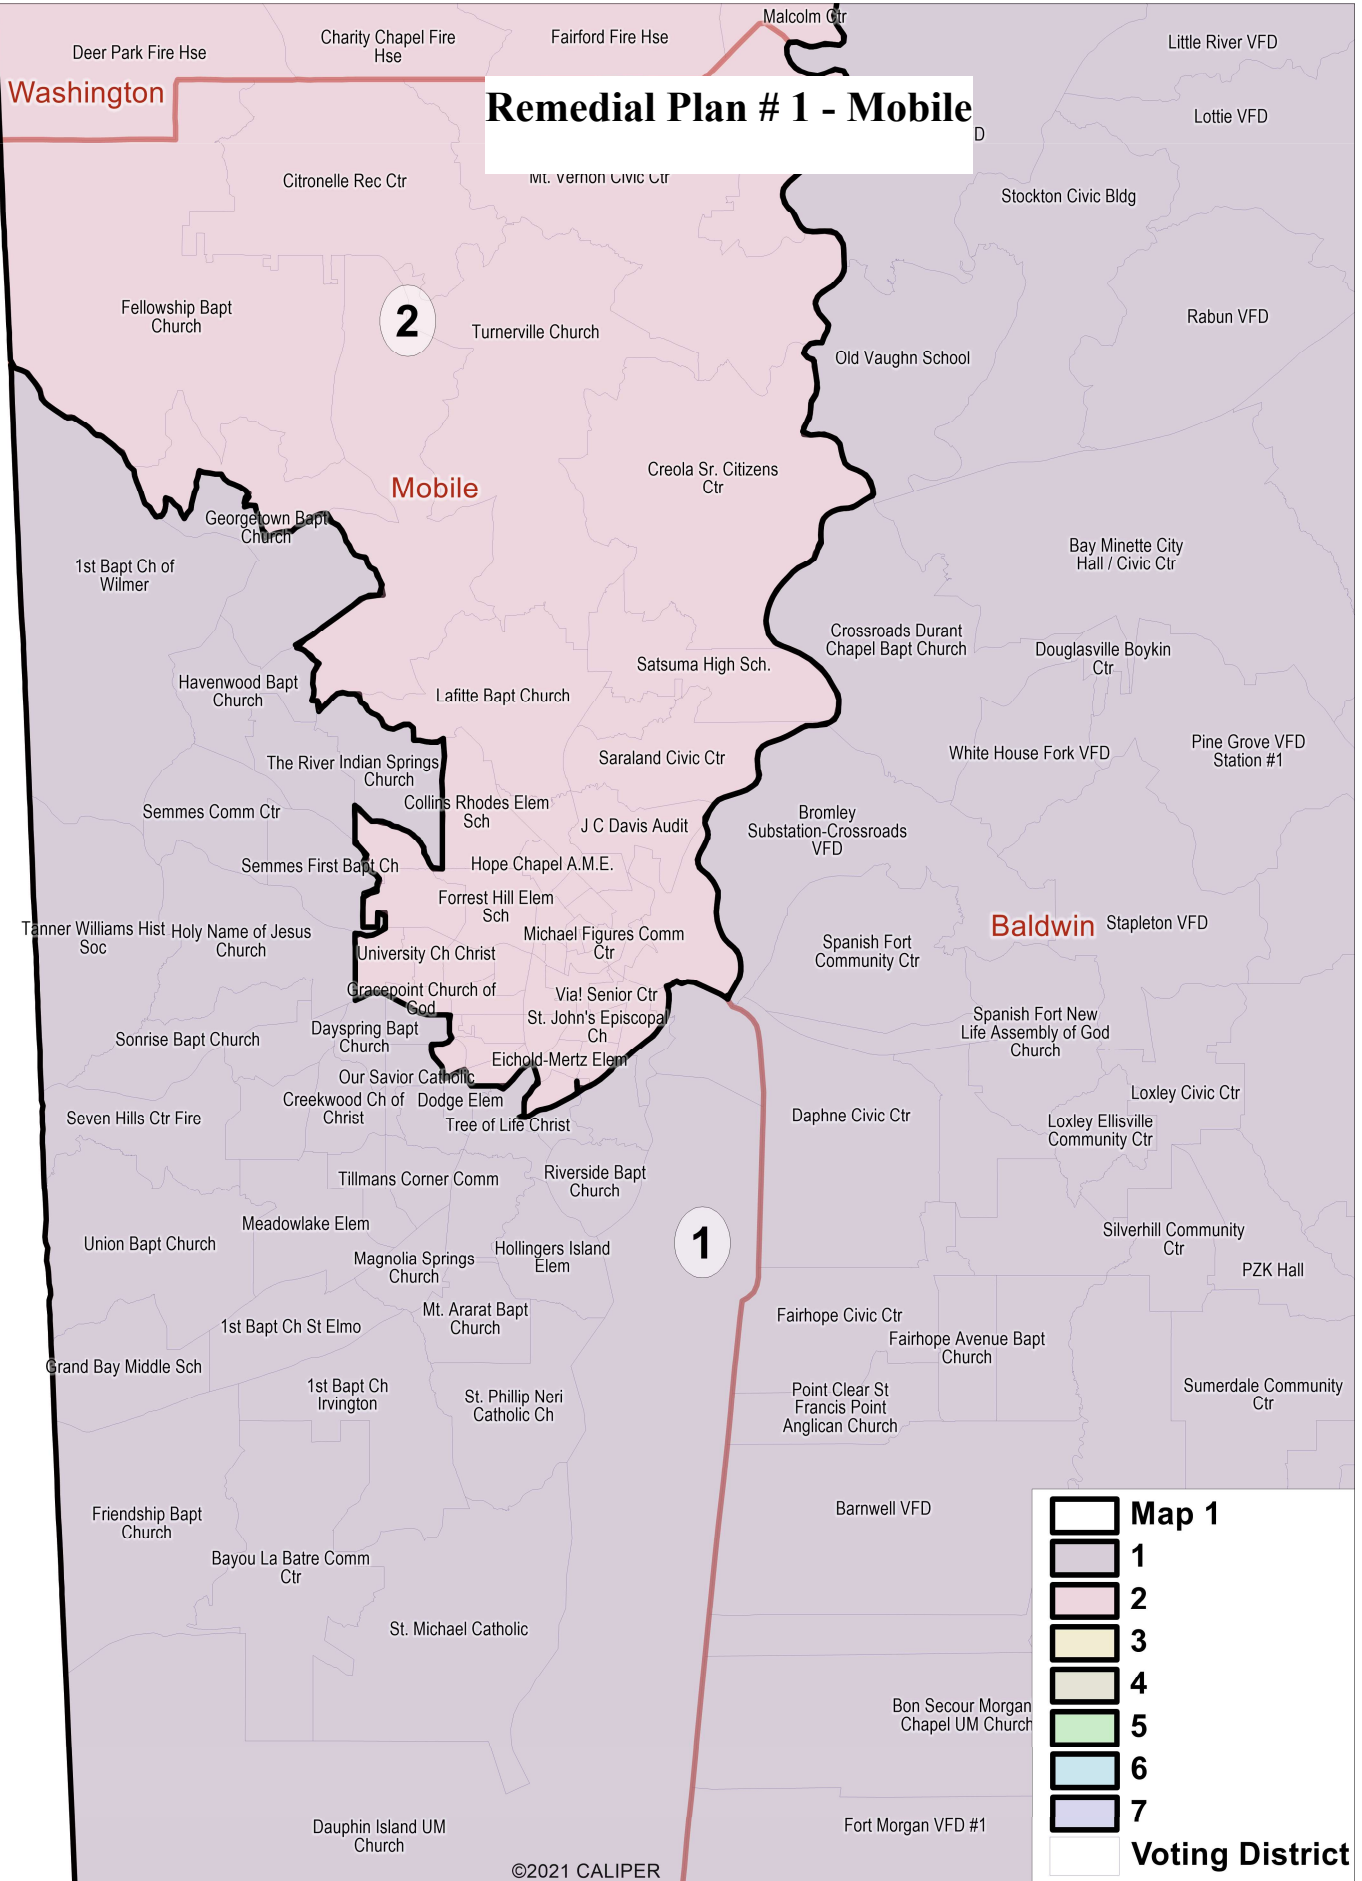 Malcolm Ctr
Deer Park Fire Hse
Charity Chapel Fire
Hse
Fairford Fire Hse
Little River VFD
Washington
Remedial Plan # 1 - Mobile
Lottie VFD
D
Citronelle Rec Ctr
Mt. Vernon Civic Ctr
Stockton Civic Bldg
Fellowship Bapt
Church
2
Turnerville Church
Rabun VFD
Old Vaughn School
Mobile
Creola Sr. Citizens
Ctr
Georgetown Bapt
Church
1st Bapt Ch of
Wilmer
Bay Minette City
Hall / Civic Ctr
Crossroads Durant
Chapel Bapt Church
Douglasville Boykin
Ctr
Satsuma High Sch.
Havenwood Bapt
Church
Lafitte Bapt Church
The River Indian Springs
Church
Saraland Civic Ctr
White House Fork VFD
Pine Grove VFD
Station #1
Semmes Comm Ctr
Collins Rhodes Elem
Sch
J C Davis Audit
Bromley
Substation-Crossroads
VFD
Semmes First Bapt Ch
Hope Chapel A.M.E.
Forrest Hill Elem
Sch
Tanner Williams Hist
Soc
Holy Name of Jesus
Church
Michael Figures Comm
Ctr
University Ch Christ
Spanish Fort
Community Ctr
Baldwin
Stapleton VFD
Gracepoint Church of
God
Via! Senior Ctr
St. John's Episcopal
Ch
Spanish Fort New
Life Assembly of God
Church
Sonrise Bapt Church
Dayspring Bapt
Church
Eichold-Mertz Elem
Our Savior Catholic
Creekwood Ch of
Christ
Dodge Elem
Loxley Civic Ctr
Seven Hills Ctr Fire
Tree of Life Christ
Daphne Civic Ctr
Loxley Ellisville
Community Ctr
Tillmans Corner Comm
Riverside Bapt
Church
Meadowlake Elem
Union Bapt Church
1
Silverhill Community
Ctr
Magnolia Springs
Church
Hollingers Island
Elem
PZK Hall
Mt. Ararat Bapt
Church
Fairhope Civic Ctr
1st Bapt Ch St Elmo
Fairhope Avenue Bapt
Church
Grand Bay Middle Sch
1st Bapt Ch
Irvington
St. Phillip Neri
Catholic Ch
Point Clear St
Francis Point
Anglican Church
Sumerdale Community
Ctr
Friendship Bapt
Church
Barnwell VFD
Bayou La Batre Comm
Ctr
St. Michael Catholic
Bon Secour Morgan
Chapel UM Church
Dauphin Island UM
Church
Fort Morgan VFD #1
©2021 CALIPER
Map 1
1
2
3
4
5
6
7
Voting District